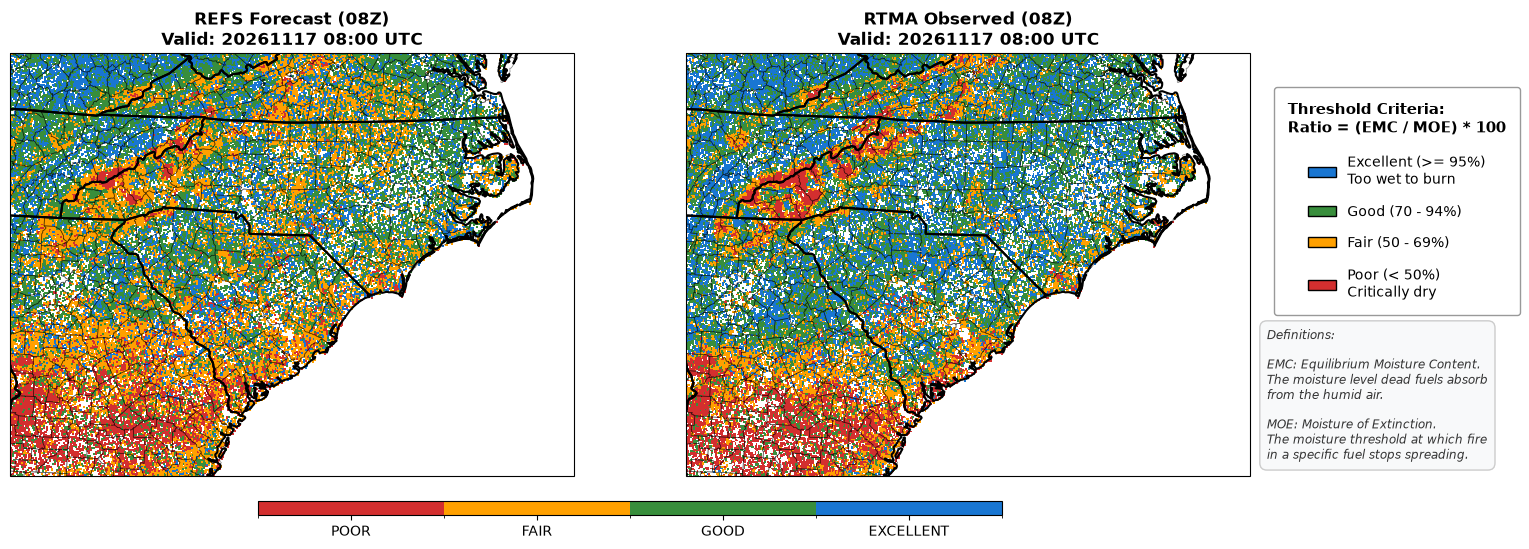 REFS Forecast (08Z)
Valid: 20261117 08:00 UTC
RTMA Observed (08Z)
Valid: 20261117 08:00 UTC
Threshold Criteria:
Ratio = (EMC / MOE) * 100
Excellent (>= 95%)
Too wet to burn
Good (70 - 94%)
Fair (50 - 69%)
Poor (< 50%)
Critically dry
Definitions:
EMC: Equilibrium Moisture Content.
The moisture level dead fuels absorb
from the humid air.
MOE: Moisture of Extinction.
The moisture threshold at which fire
in a specific fuel stops spreading.
POOR
FAIR
GOOD
EXCELLENT